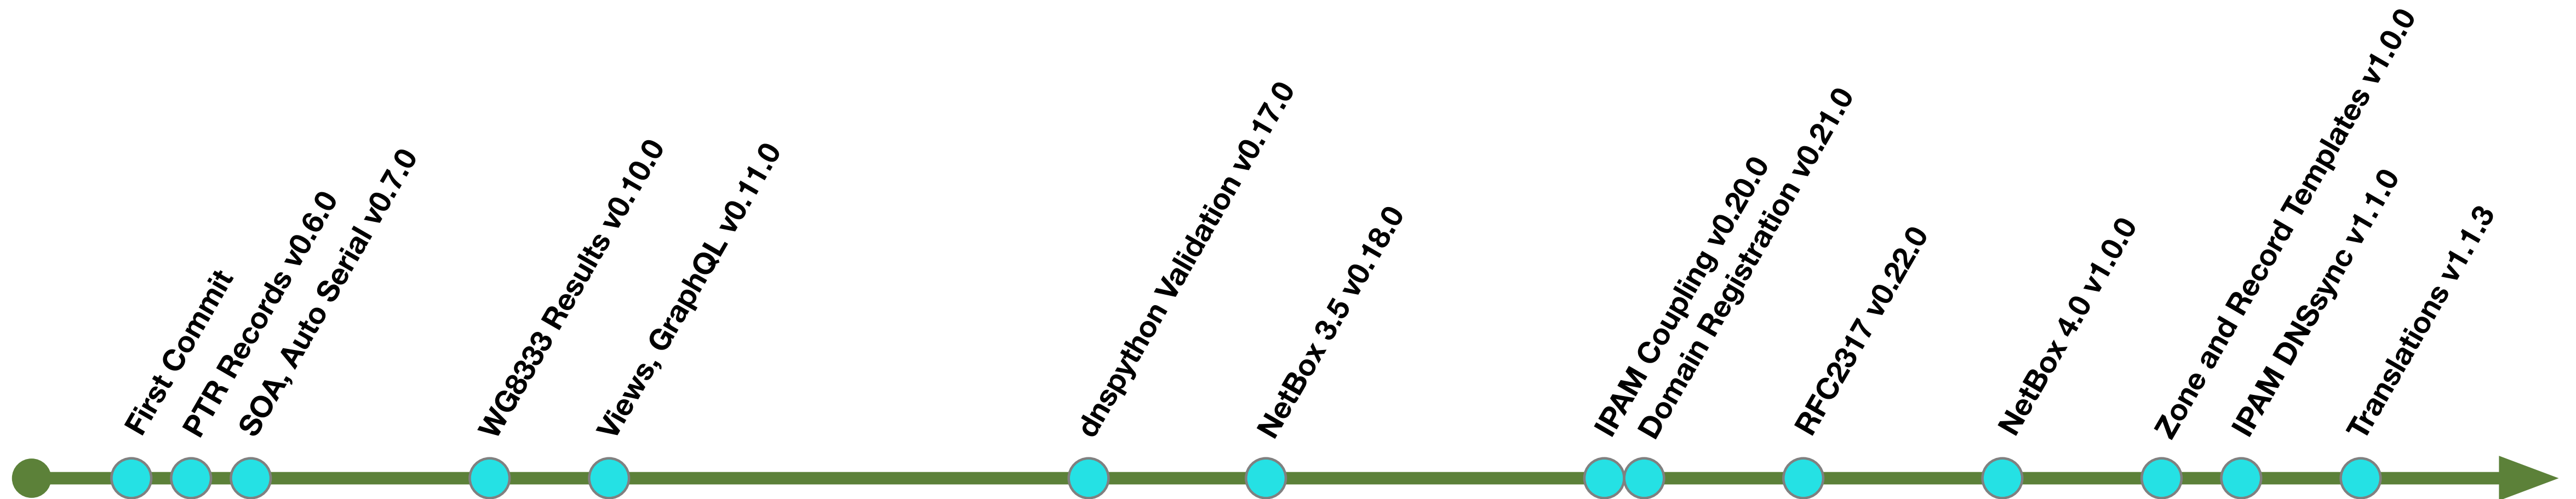 First Commit
PTR Records v0.6.0
SOA, Auto Serial v0.7.0
WG8333 Results v0.10.0
Views, GraphQL v0.11.0
dnspython Validation v0.17.0
NetBox 3.5 v0.18.0
IPAM Coupling v0.20.0
Domain Registration v0.21.0
RFC2317 v0.22.0
NetBox 4.0 v1.0.0
Zone and Record Templates v1.0.0
IPAM DNSsync v1.1.0
Translations v1.1.3